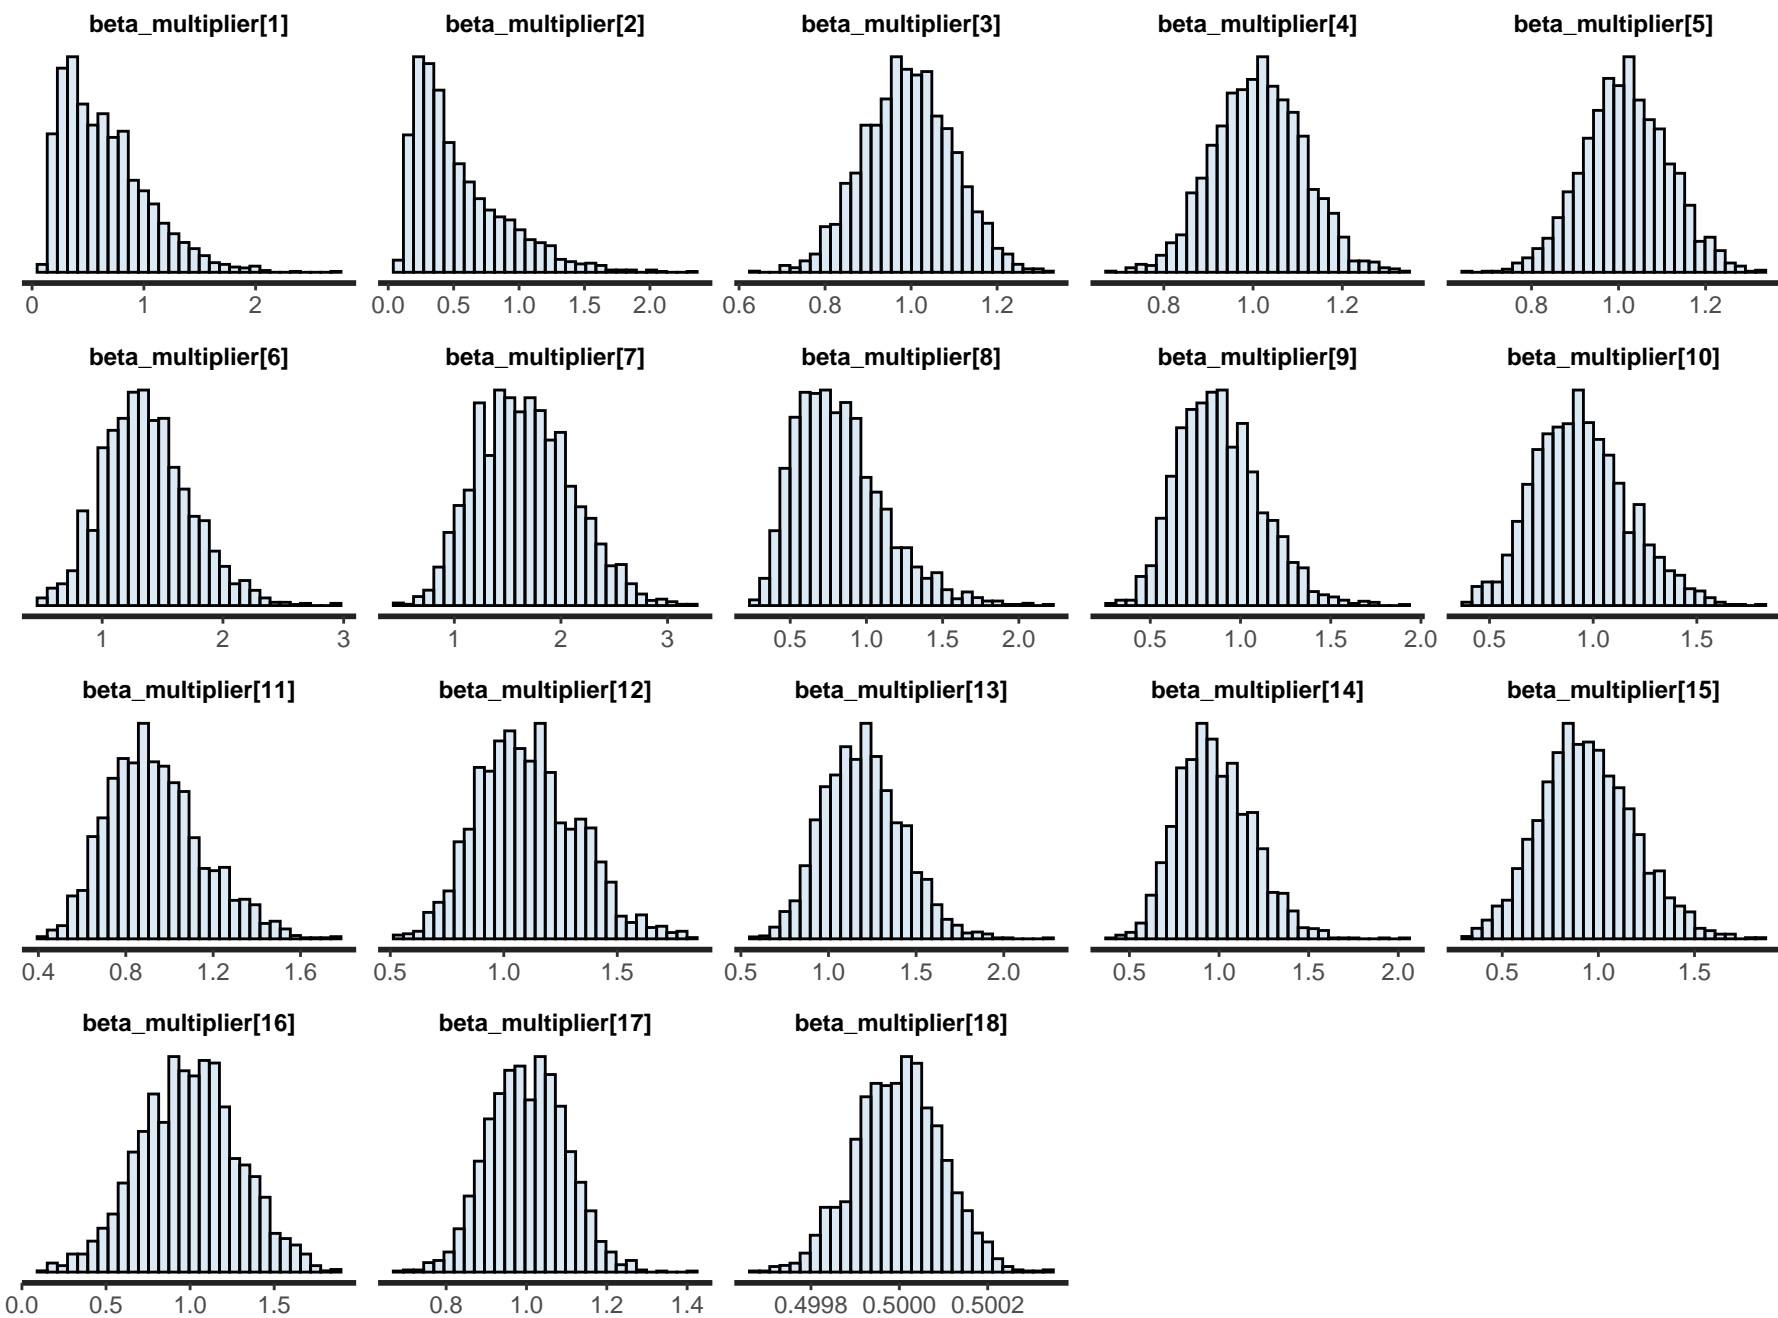 beta_multiplier[1] beta_multiplier[2] beta_multiplier[3] beta_multiplier[4] beta_multiplier[5]
0 1 2 0.0 0.5 1.0 1.5 2.0 0.6 0.8 1.0 1.2 0.8 1.0 1.2 0.8 1.0 1.2
beta_multiplier[6] beta_multiplier[7] beta_multiplier[8] beta_multiplier[9] beta_multiplier[10]
1 2 3 1 2 3 0.5 1.0 1.5 2.0 0.5 1.0 1.5 2.0 0.5 1.0 1.5
beta_multiplier[11] beta_multiplier[12] beta_multiplier[13] beta_multiplier[14] beta_multiplier[15]
0.4 0.8 1.2 1.6 0.5 1.0 1.5 0.5 1.0 1.5 2.0 0.5 1.0 1.5 2.0 0.5 1.0 1.5
beta_multiplier[16] beta_multiplier[17] beta_multiplier[18]
0.0 0.5 1.0 1.5 0.8 1.0 1.2 1.4 0.4998 0.5000 0.5002